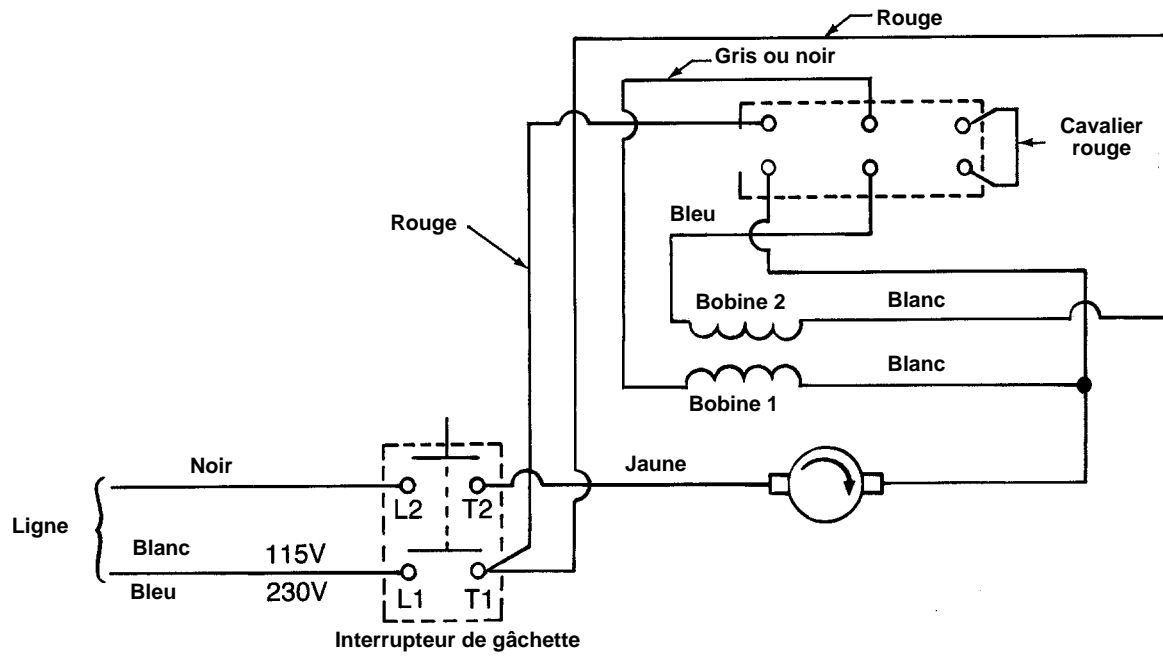 Rouge
Gris ou noir
Cavalier
rouge
Rouge
Bleu
Bobine 2
Blanc
Blanc
Bobine 1
Noir
Jaune
L2
T2
Ligne
Blanc
115V
Bleu
230V
L1
T1
Interrupteur de gâchette